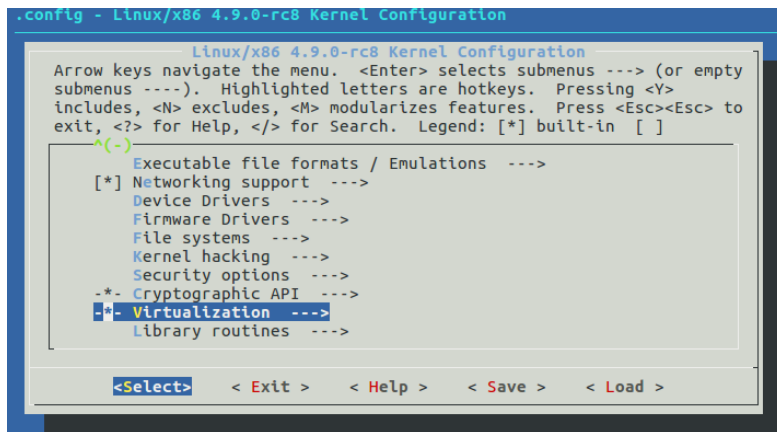 .config - Linux/x86 4.9.0-rc8 Kernel Configuration
Linux/x86 4.9.0-rc8 Kernel Configuration
Arrow keys navigate the menu.  <Enter> selects submenus ---> (or empty
submenus ----).  Highlighted letters are hotkeys.  Pressing <Y>
includes, <N> excludes, <M> modularizes features.  Press <Esc><Esc> to
exit, <?> for Help, </> for Search.  Legend: [*] built-in  [ ]
^(-)
Executable file formats / Emulations  --->
[*] Networking support  --->
Device Drivers  --->
Firmware Drivers  --->
File systems  --->
Kernel hacking  --->
Security options  --->
-*- Cryptographic API  --->
-*- Virtualization  --->
Library routines  --->
<Select>    < Exit >    < Help >    < Save >    < Load >